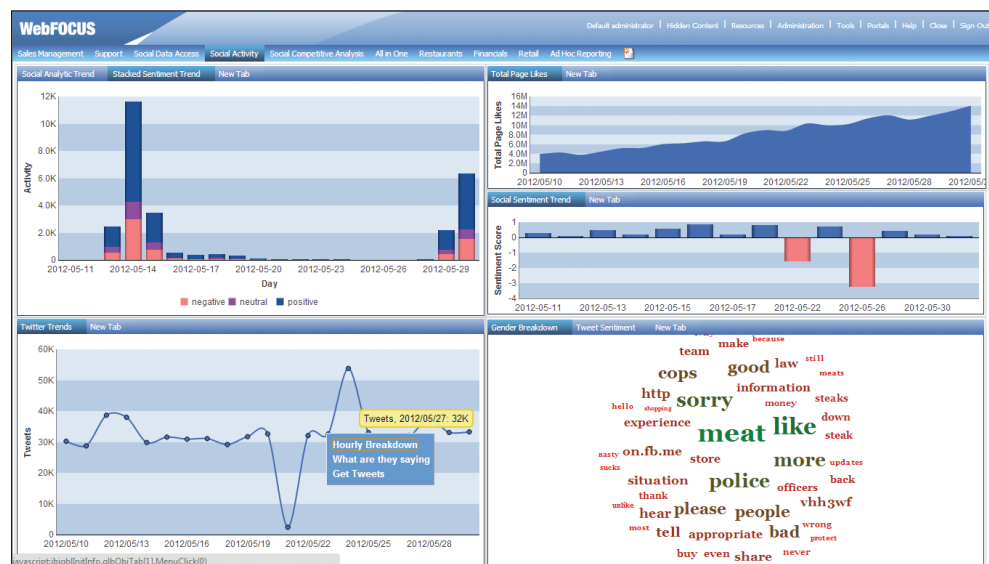 WebFOCUS
Default administrator | Hidden Content | Resources | Administration | Tools | Portals | Help | Close | Sign Out
Sales Management Support Social Data Access Social Activity Social Competitive Analysis All in One Restaurants Financials Retail Ad Hoc Reporting
Social Analytic Trend Stacked Sentiment Trend New Tab
12K
10K
8.0K
6.0K
4.0K
2.0K
0
Activity
2012-05-11 2012-05-14 2012-05-17 2012-05-20 2012-05-23 2012-05-26 2012-05-29
Day
negative neutral positive
Total Page Likes New Tab
16M
14M
12M
10M
8.0M
6.0M
4.0M
2.0M
0
Total Page Likes
2012/05/10 2012/05/13 2012/05/16 2012/05/19 2012/05/22 2012/05/25 2012/05/28 2012/05/
Social Sentiment Trend New Tab
1
0
-1
-2
-3
-4
Sentiment Score
2012-05-11 2012-05-13 2012-05-15 2012-05-17 2012-05-22 2012-05-26 2012-05-30
Twitter Trends New Tab
60K
50K
40K
30K
20K
10K
0
Tweets
Tweets, 2012/05/27: 32K
Hourly Breakdown
What are they saying
Get Tweets
2012/05/10 2012/05/13 2012/05/16 2012/05/19 2012/05/22 2012/05/25 2012/05/28
javascript:ibigblInitInfo.glbObjTabl[1].MenuClick(0)
Gender Breakdown Tweet Sentiment New Tab
team make because
cops good law still
meats
http information
hello shopping sorry money steaks
experience down
meat like steak
nasty on.fb.me store more updates
sucks
situation police officers back
thank
unlike hear please people vhh3wf
most tell appropriate bad wrong
protect
buy even share never